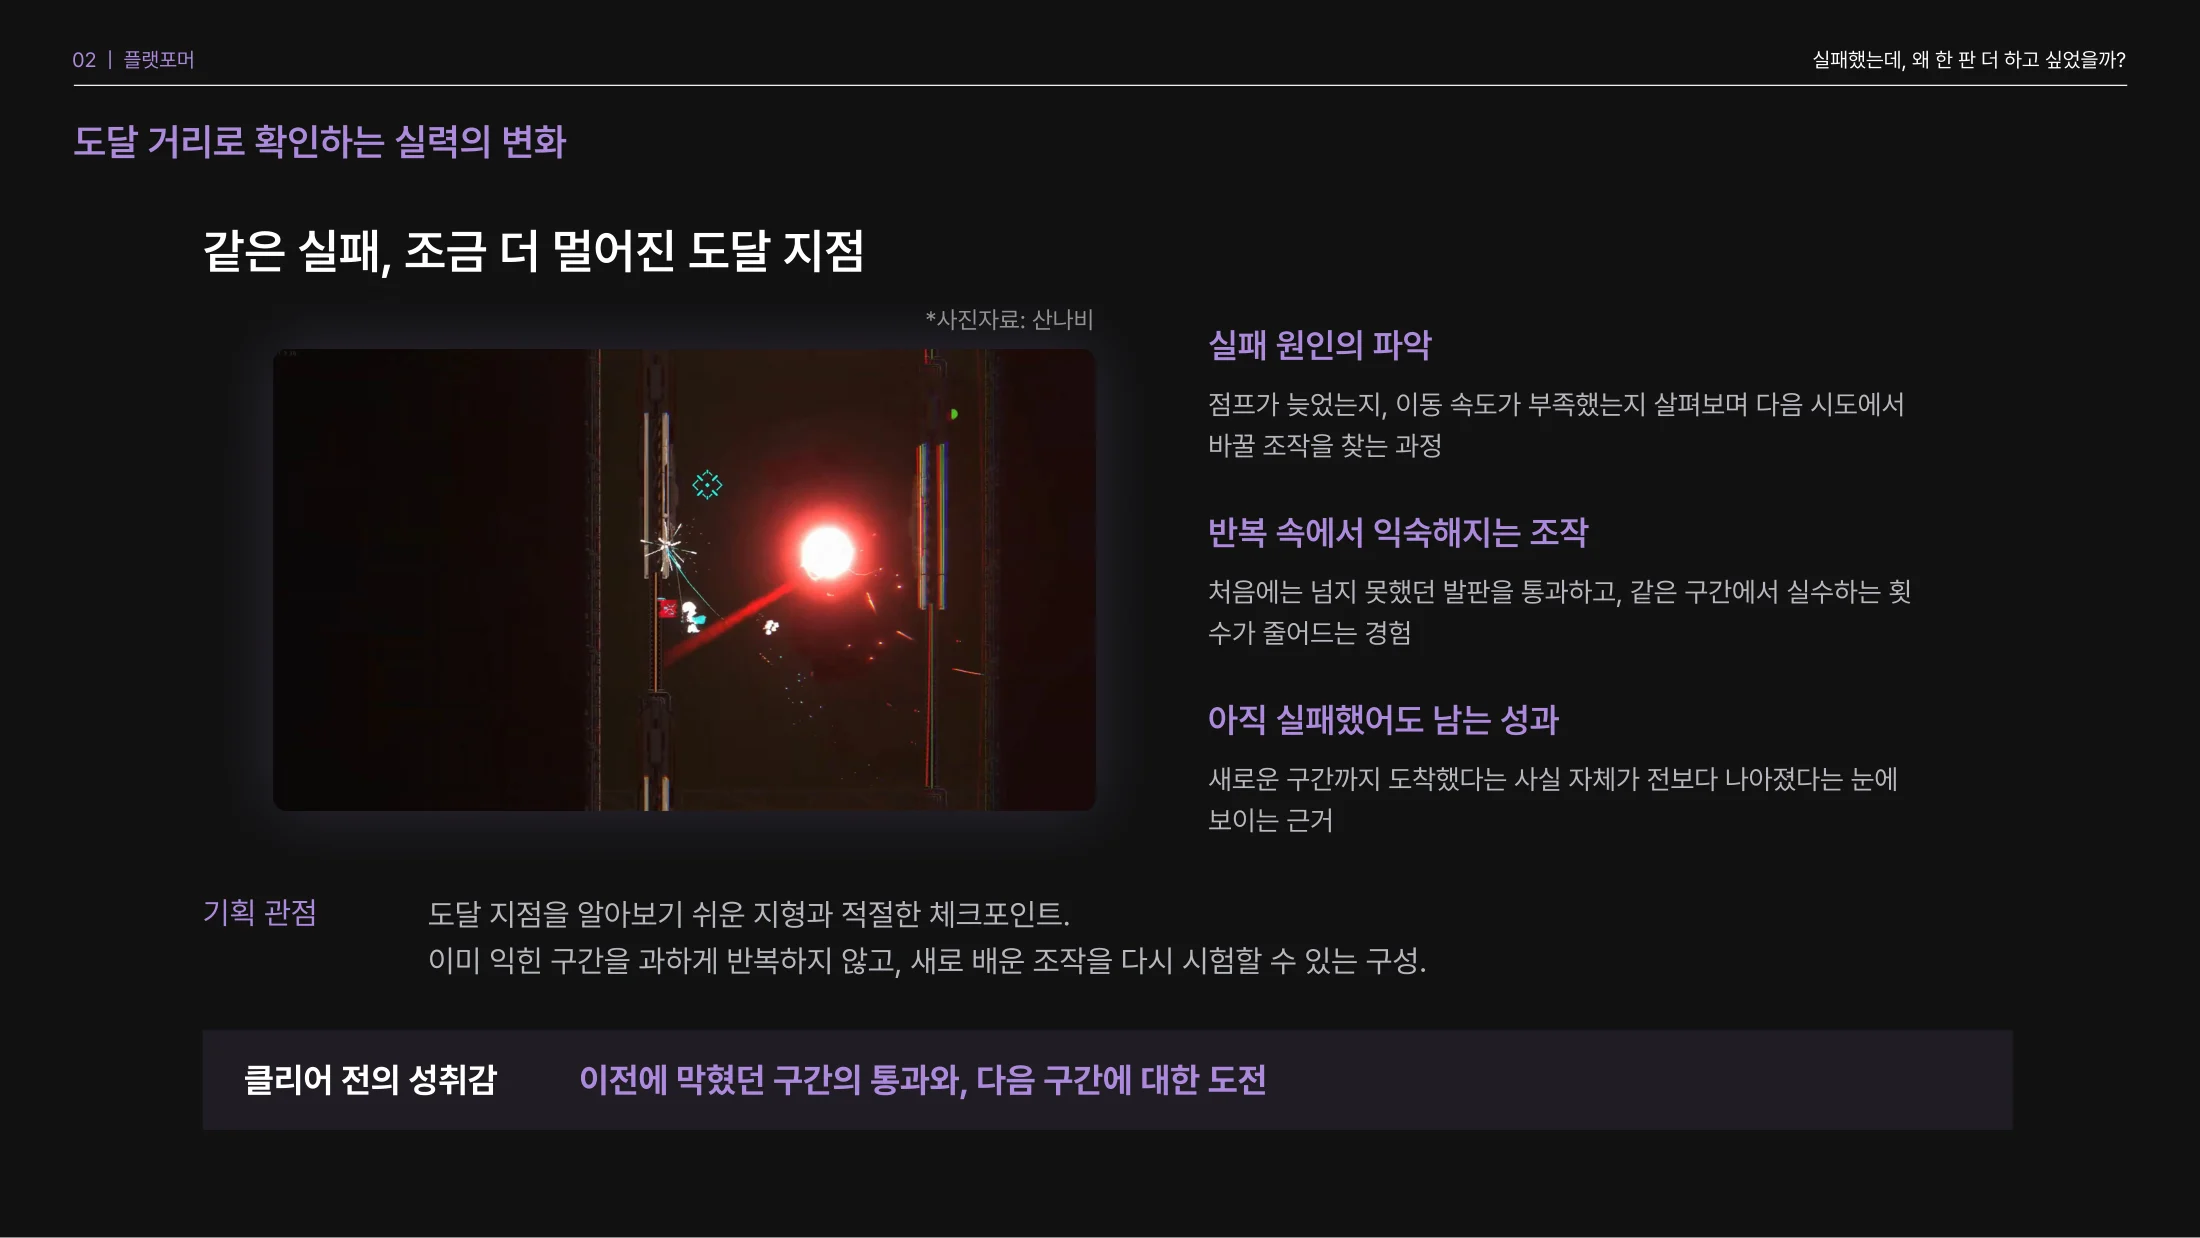 02 | 플랫포머
실패했는데, 왜 한 판 더 하고 싶었을까?
도달 거리로 확인하는 실력의 변화
같은 실패, 조금 더 멀어진 도달 지점
*사진자료: 산나비
실패 원인의 파악
점프가 늦었는지, 이동 속도가 부족했는지 살펴보며 다음 시도에서
바꿀 조작을 찾는 과정
반복 속에서 익숙해지는 조작
처음에는 넘지 못했던 발판을 통과하고, 같은 구간에서 실수하는 횟
수가 줄어드는 경험
아직 실패했어도 남는 성과
새로운 구간까지 도착했다는 사실 자체가 전보다 나아졌다는 눈에
보이는 근거
기획 관점
도달 지점을 알아보기 쉬운 지형과 적절한 체크포인트.
이미 익힌 구간을 과하게 반복하지 않고, 새로 배운 조작을 다시 시험할 수 있는 구성.
클리어 전의 성취감
이전에 막혔던 구간의 통과와, 다음 구간에 대한 도전